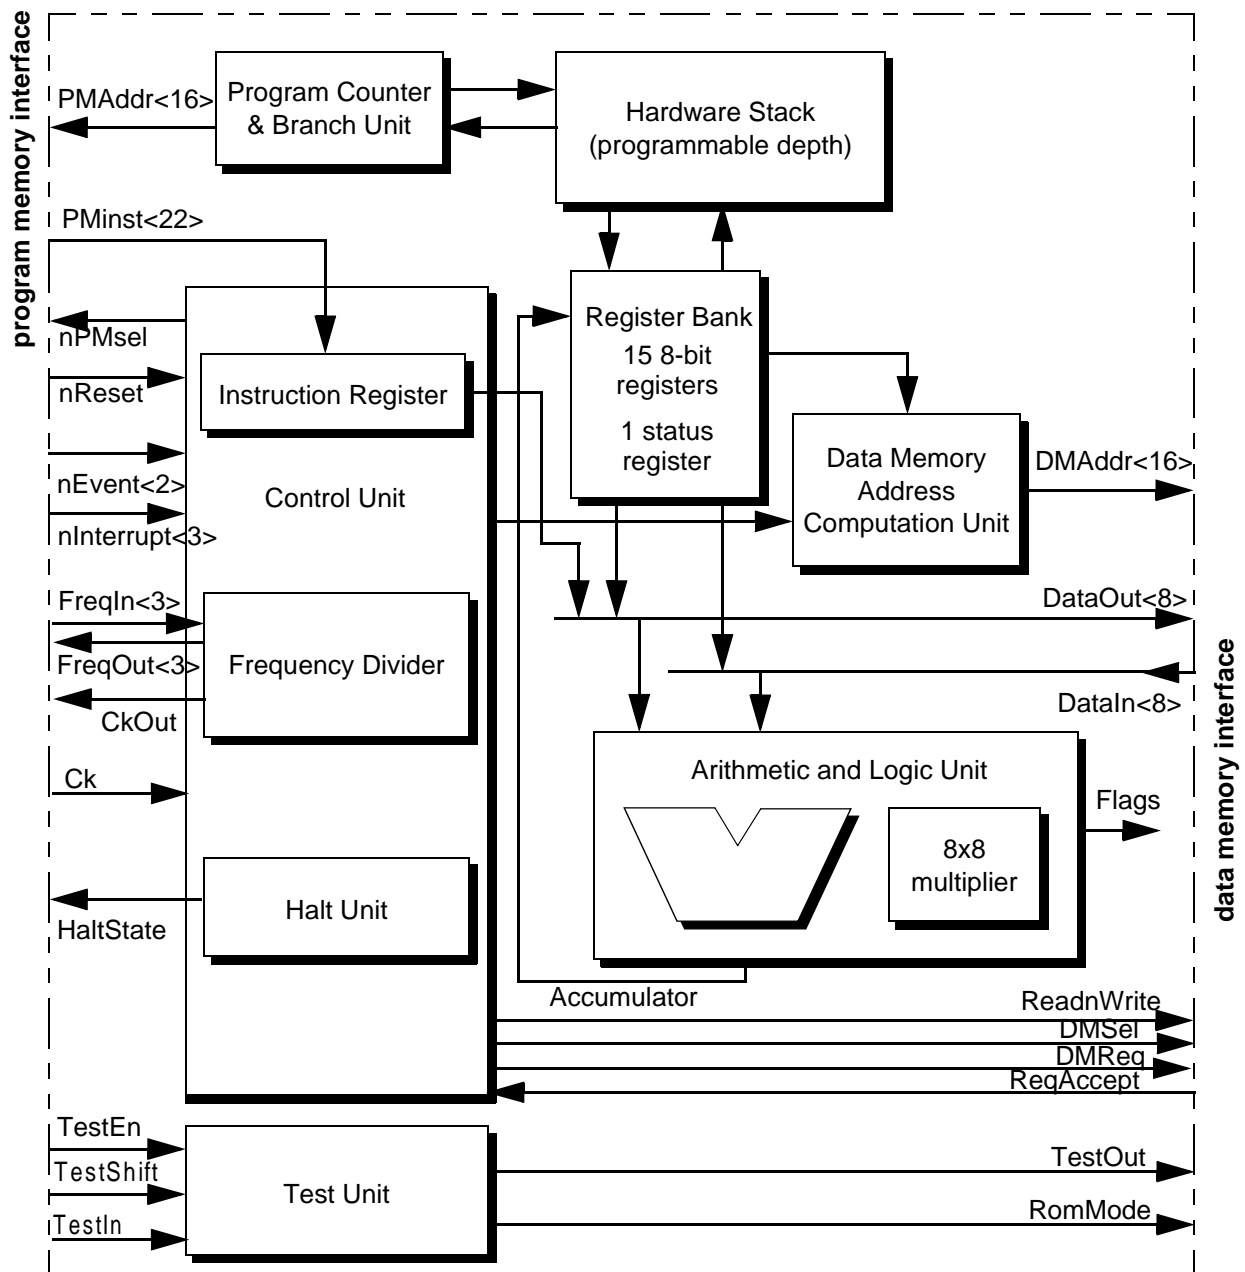 program memory interface
PMAddr<16>
Program Counter
& Branch Unit
Hardware Stack
(programmable depth)
PMinst<22>
nPMsel
nReset
Instruction Register
Register Bank
15 8-bit
registers
1 status
register
nEvent<2>
nInterrupt<3>
Control Unit
Data Memory
Address
Computation Unit
DMAddr<16>
FreqIn<3>
FreqOut<3>
CkOut
Frequency Divider
DataOut<8>
DataIn<8>
data memory interface
Ck
Arithmetic and Logic Unit
Flags
8x8
multiplier
Halt Unit
HaltState
Accumulator
ReadnWrite
DMSel
DMReq
ReqAccept
TestEn
TestShift
TestIn
Test Unit
TestOut
RomMode